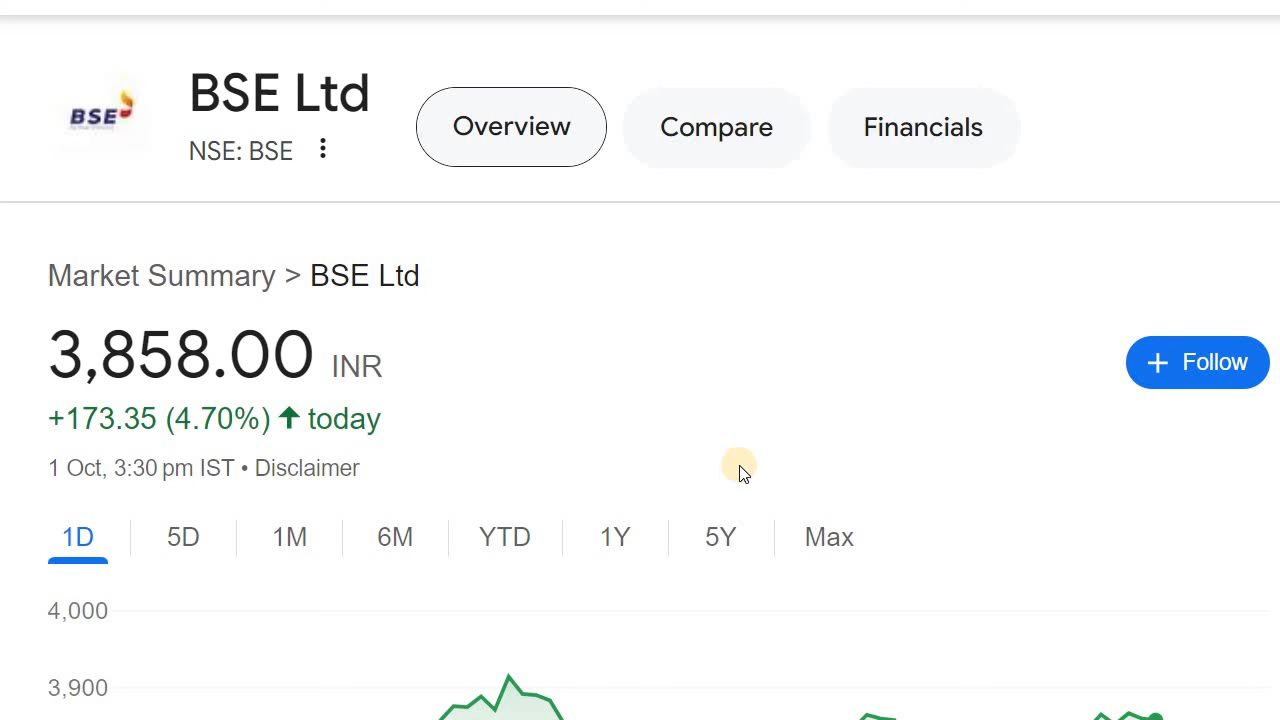 BSE
BSE Ltd
NSE: BSE
Overview
Compare
Financials
Market Summary > BSE Ltd
3,858.00 INR
+173.35 (4.70%) ↑ today
1 Oct, 3:30 pm IST • Disclaimer
+ Follow
1D 5D 1M 6M YTD 1Y 5Y Max
4,000
3,900